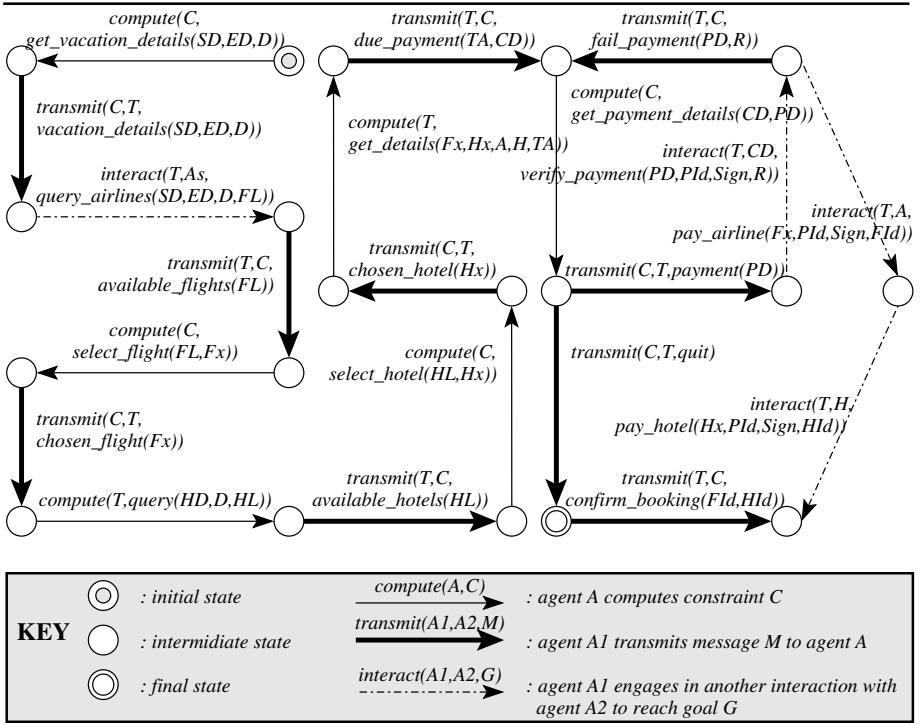 compute(C,
get_vacation_details(SD,ED,D))
transmit(T,C,
due_payment(TA,CD))
transmit(T,C,
fail_payment(PD,R))
transmit(C,T,
vacation_details(SD,ED,D))
compute(T,
get_details(Fx,Hx,A,H,TA)
compute(C,
get_payment_details(CD,PD))
interact(T,As,
query_airlines(SD,ED,D,FL))
interact(T,CD,
verify_payment(PD,PId,Sign,R))
interact(T,A,
pay_airline(Fx,PId,Sign,FId))
transmit(T,C,
available_flights(FL))
transmit(C,T,
chosen_hotel(Hx))
transmit(C,T,payment(PD))
compute(C,
select_flight(FL,Fx))
compute(C,
select_hotel(HL,Hx))
transmit(C,T,quit)
transmit(C,T,
chosen_flight(Fx))
interact(T,H,
pay_hotel(Hx,PId,Sign,HId))
compute(T,query(HD,D,HL))
transmit(T,C,
available_hotels(HL))
transmit(T,C,
confirm_booking(FId,HId))
KEY
: initial state
: intermidiate state
: final state
compute(A,C)
: agent A computes constraint C
transmit(A1,A2,M)
: agent A1 transmits message M to agent A
interact(A1,A2,G)
: agent A1 engages in another interaction with
agent A2 to reach goal G